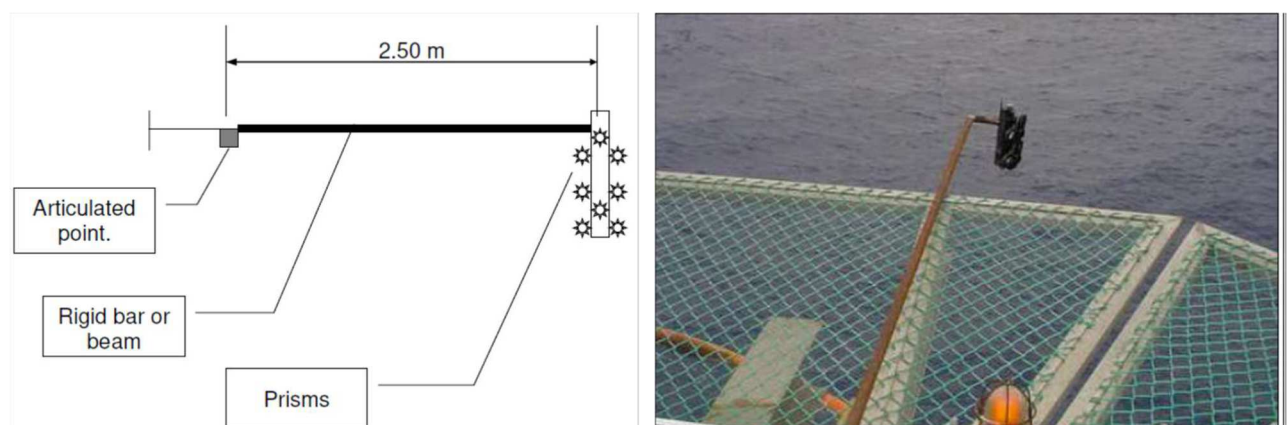 2.50 m
Articulated
point.
Rigid bar or
beam
Prisms